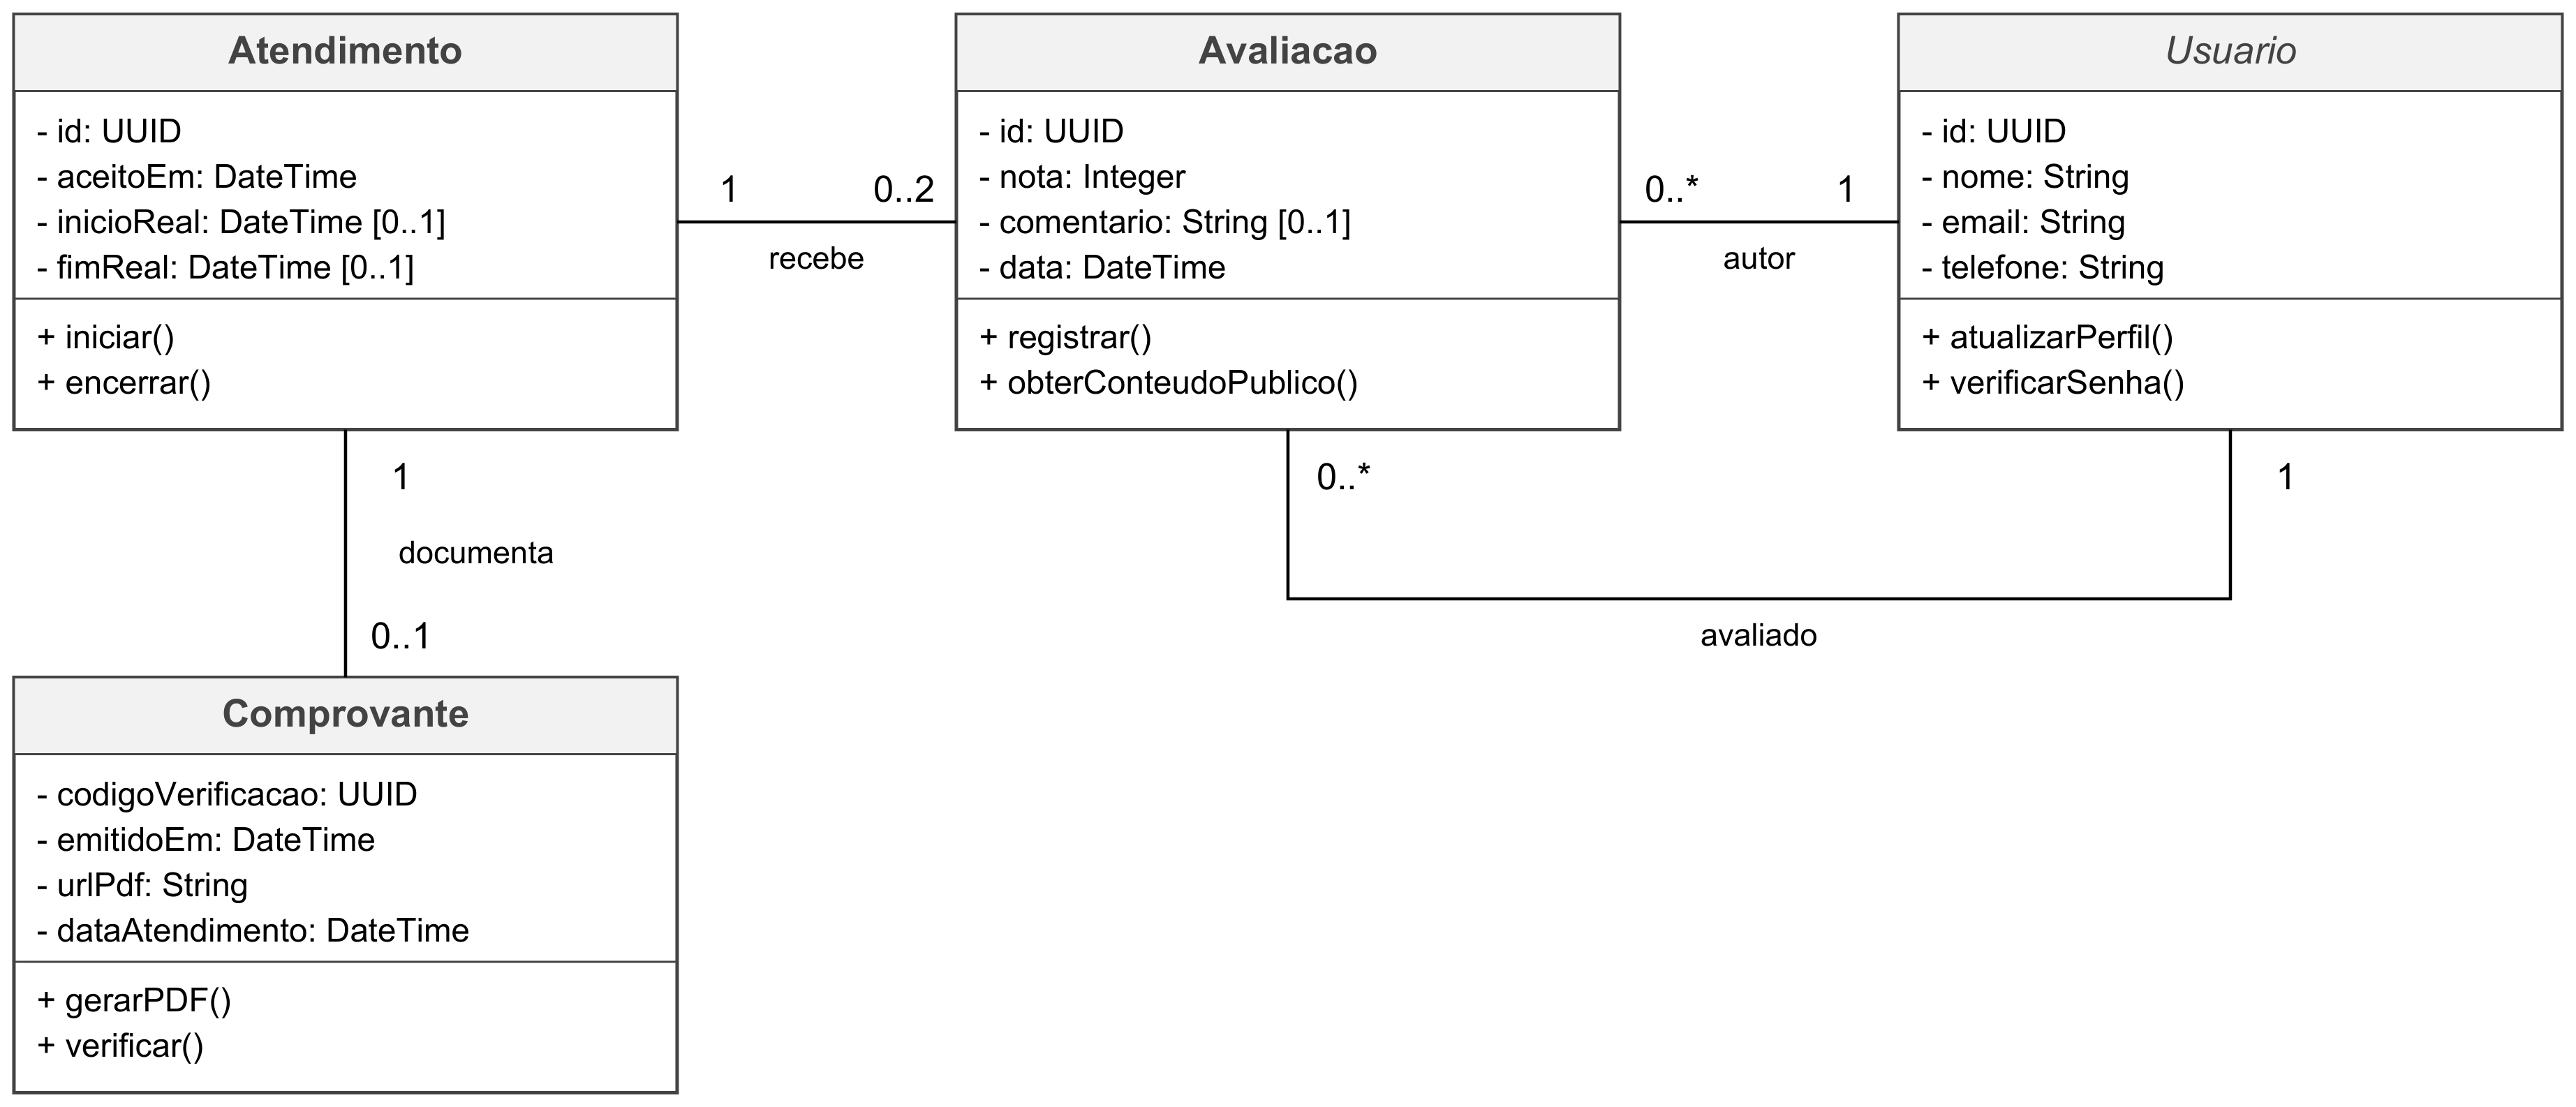 Atendimento
- id: UUID
- aceitoEm: DateTime
- inicioReal: DateTime [0..1]
- fimReal: DateTime [0..1]
+ iniciar()
+ encerrar()
1
0..2
recebe
Avaliacao
- id: UUID
- nota: Integer
- comentario: String [0..1]
- data: DateTime
+ registrar()
+ obterConteudoPublico()
0..*
1
autor
Usuario
- id: UUID
- nome: String
- email: String
- telefone: String
+ atualizarPerfil()
+ verificarSenha()
1
documenta
0..1
0..*
1
avaliado
Comprovante
- codigoVerificacao: UUID
- emitidoEm: DateTime
- urlPdf: String
- dataAtendimento: DateTime
+ gerarPDF()
+ verificar()